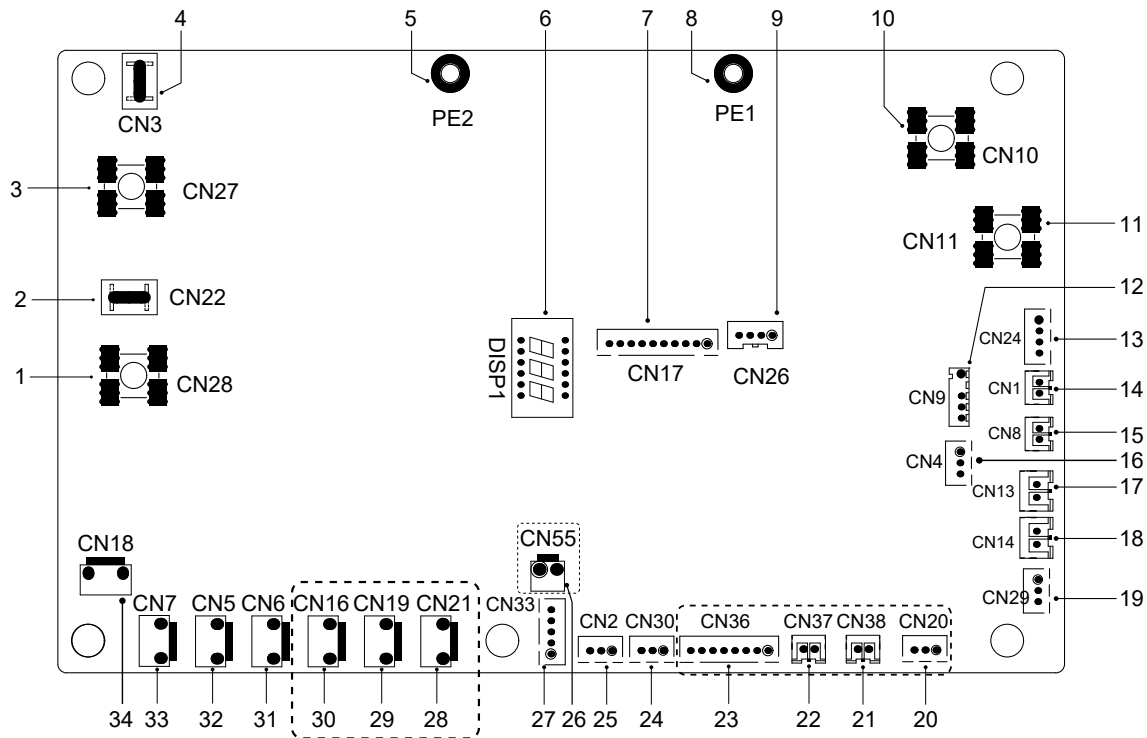 4 5 6 7 8 9 10
CN3 PE2 PE1
CN10
3 CN27
CN11 11
2 CN22
12
CN24 13
DISP1
CN17 CN26
1 CN28
CN9 CN1 14
CN8 15
CN4 16
CN13 17
CN14 18
CN18 CN55
CN29 19
CN7 CN5 CN6 CN16 CN19 CN21 CN33 CN2 CN30 CN36 CN37 CN38 CN20
34 33 32 31 30 29 28 27 26 25 24 23 22 21 20